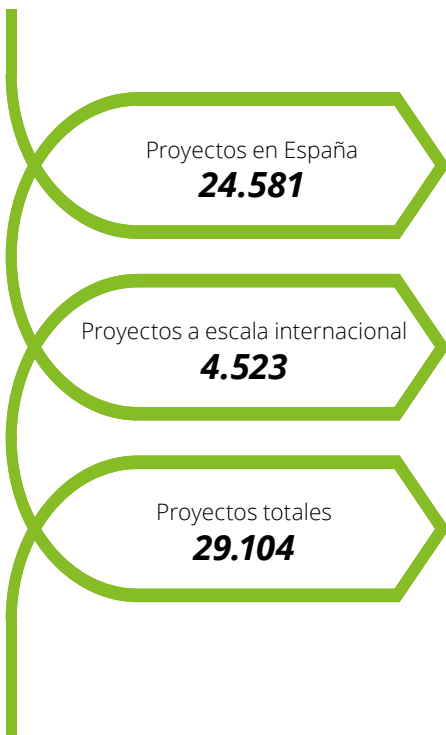 Proyectos en España
24.581
Proyectos a escala internacional
4.523
Proyectos totales
29.104